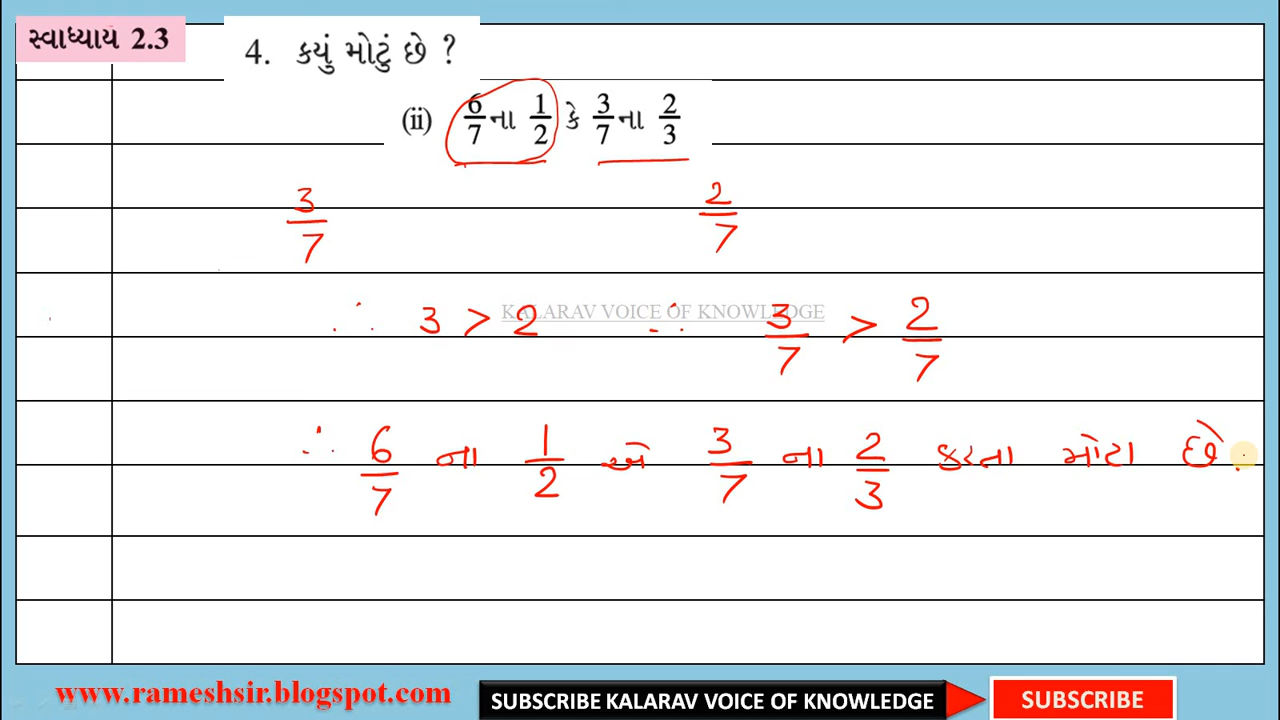 સ્વાધ્યાય 2.3
4. કયું મોટું છે ?
(ii) 6/7 ના 1/2 કે 3/7 ના 2/3
3/7 2/7
KALARAV VOICE OF KNOWLEDGE
∴ 3 > 2 ∴ 3/7 > 2/7
∴ 6/7 ના 1/2 એ 3/7 ના 2/3 કરતા મોટા છે.
www.rameshsir.blogspot.com
SUBSCRIBE KALARAV VOICE OF KNOWLEDGE
SUBSCRIBE